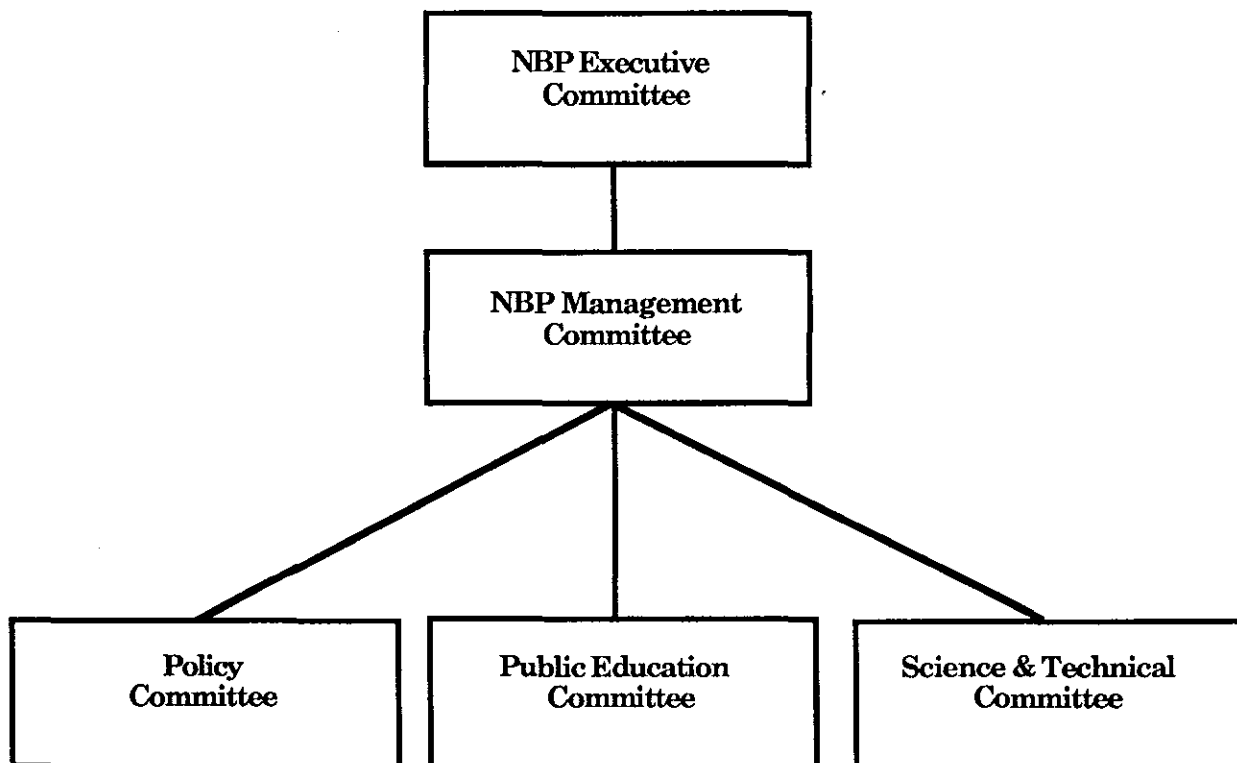 NBP Executive
Committee
NBP Management
Committee
Policy
Committee
Public Education
Committee
Science & Technical
Committee